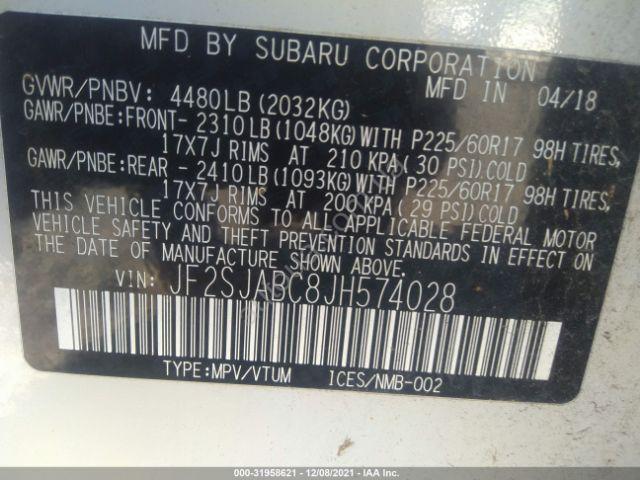 MFD BY SUBARU CORPORATION
MFD IN 04/18
GVWR/PNBV: 4480LB(2032KG)
GAWR/PNBE:FRONT-2310LB(1048KG)WITH P225/60R17 98H TIRES,
17X7J RIMS AT 210 KPA(30 PSI)COLD
GAWR/PNBE:REAR -2410LB(1093KG)WITH P225/60R17 98H TIRES,
17X7J RIMS AT 200 KPA(29 PSI)COLD
THIS VEHICLE CONFORMS TO ALL APPLICABLE FEDERAL MOTOR
VEHICLE SAFETY AND THEFT PREVENTION STANDARDS IN EFFECT ON
THE DATE OF MANUFACTURE SHOWN ABOVE.
VIN: JF2SJABC8JH574028
TYPE:MPV/VTUM ICES/NMB-002
000-31958621 - 12/08/2021 - IAA Inc.